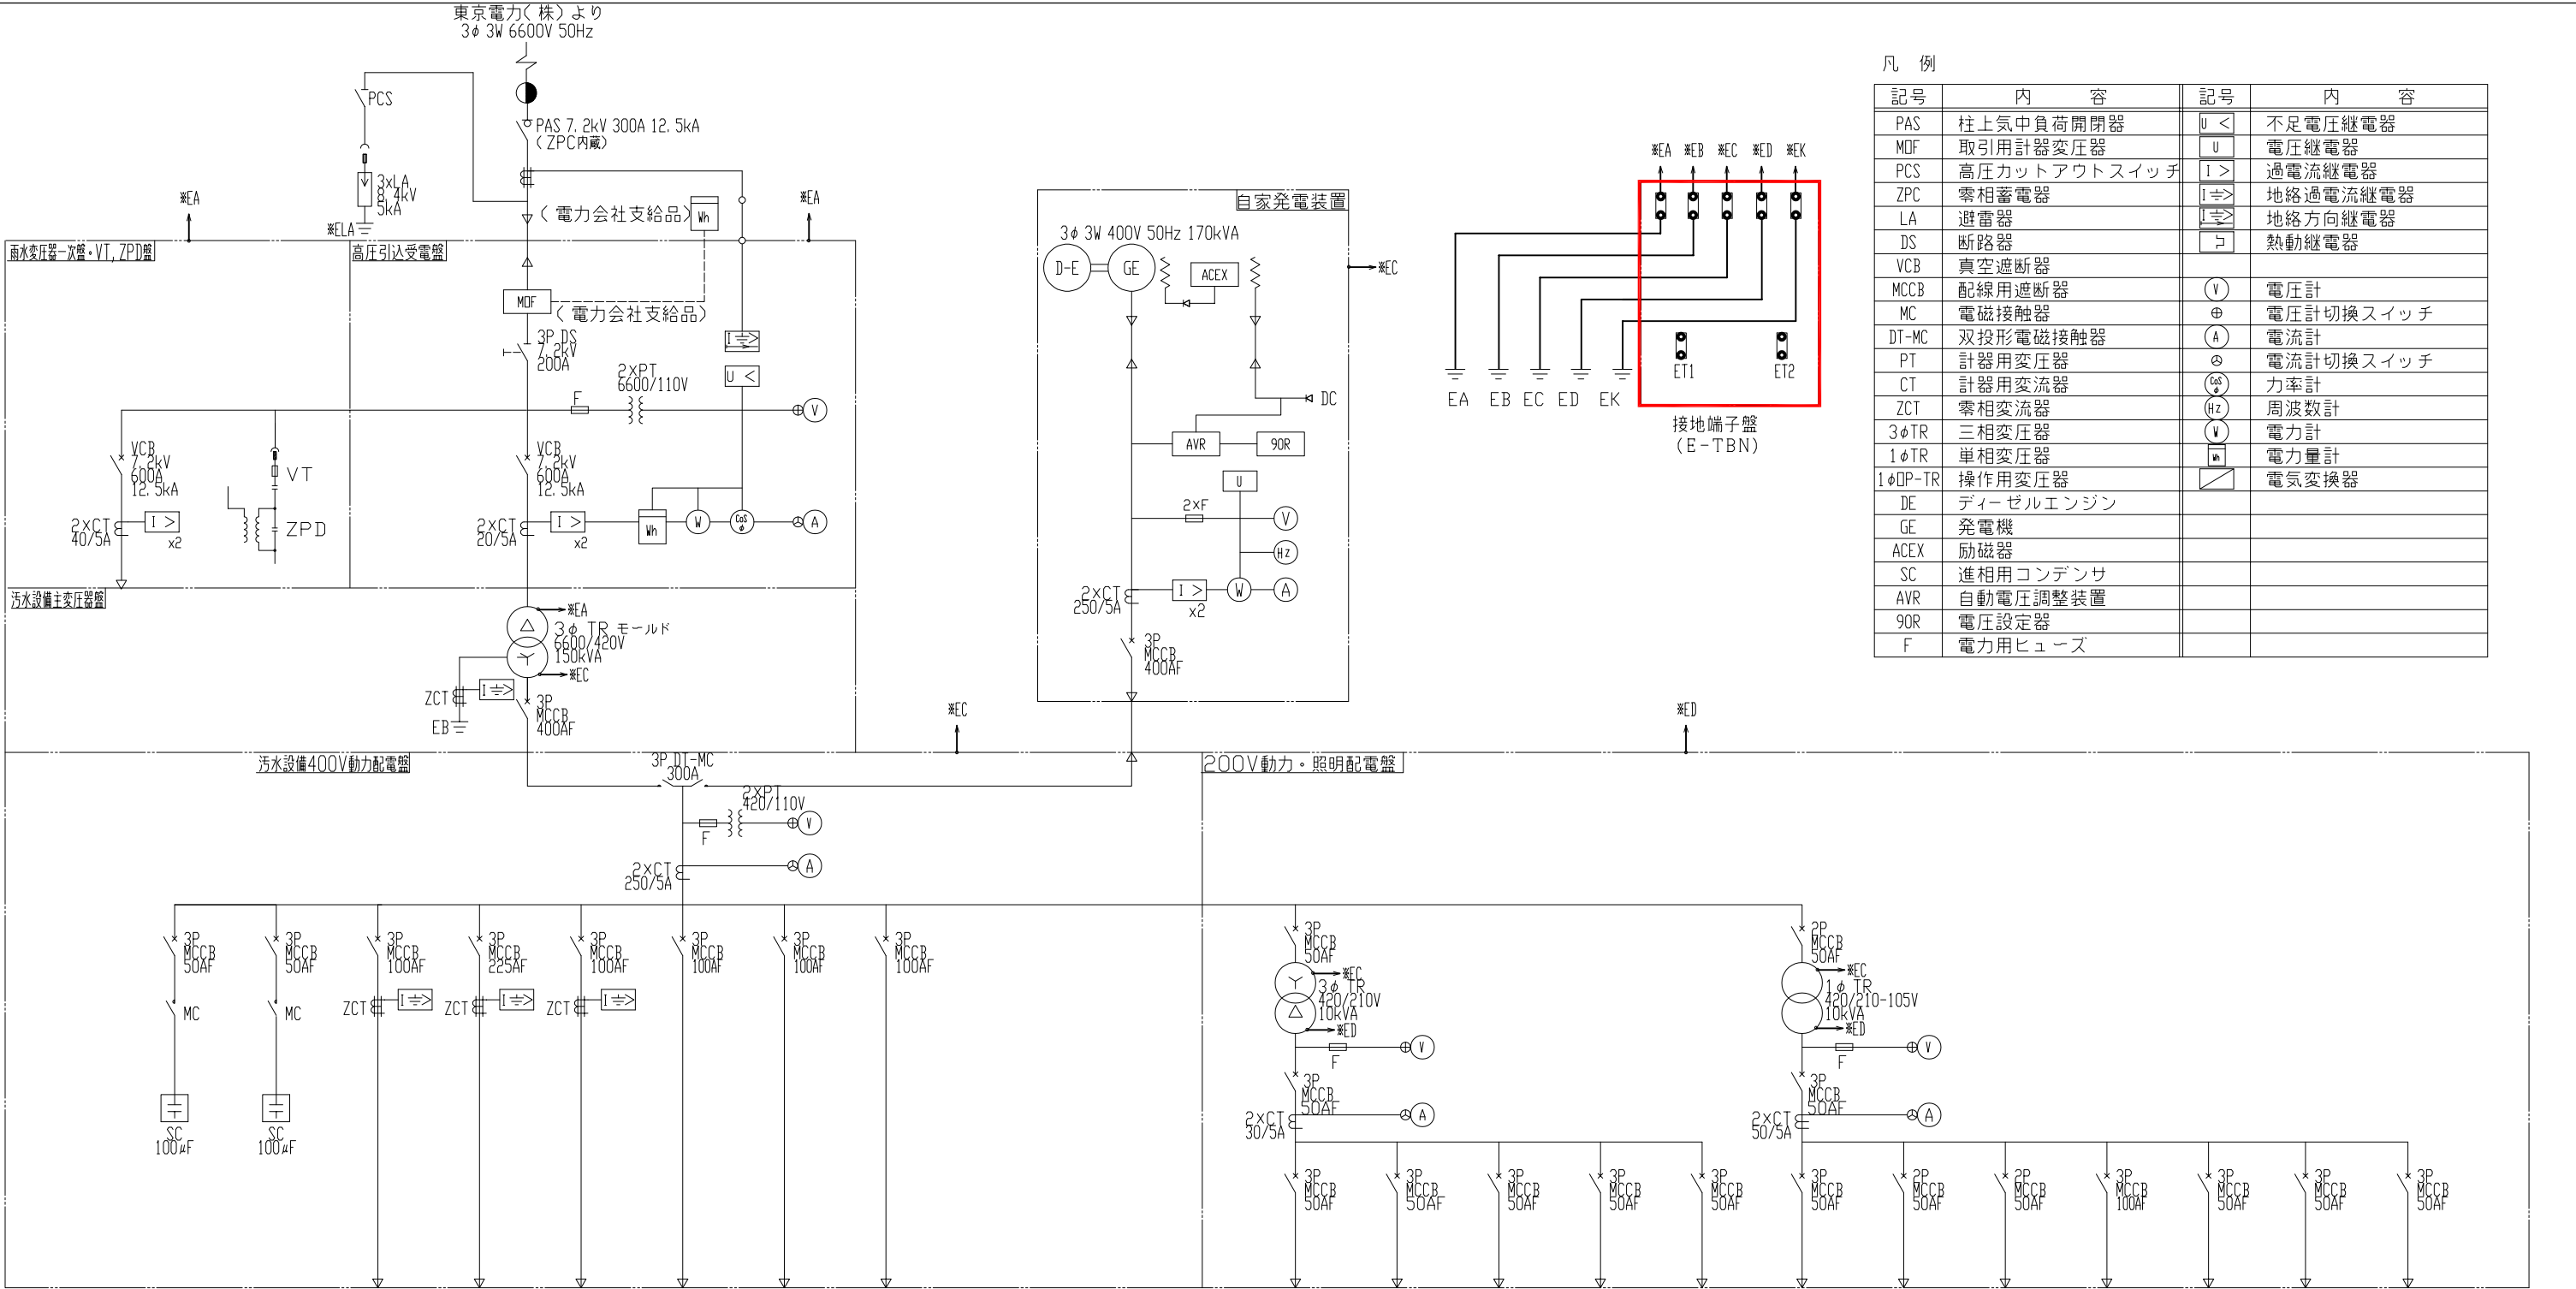 東京電力(株)より
3φ 3W 6600V 50Hz
PCS
PAS 7.2kV 300A 12.5kA
(ZPC内蔵)
3xLA
8.4kV
5kA
※ELA
※EA
※EA
(電力会社支給品)
Wh
雨水変圧器一次盤・VT,ZPD盤
高圧引込受電盤
MOF
(電力会社支給品)
3P DS
7.2kV
200A
I
U <
2×PT
6600/110V
F
V
VCB
7.2kV
600A
12.5kA
2×CT
40/5A
I >
x2
VT
ZPD
VCB
7.2kV
600A
12.5kA
2×CT
20/5A
I >
x2
Wh
W
COS
φ
A
汚水設備主変圧器盤
※EA
3φ TR モールド
6600/420V
150kVA
※EC
ZCT
I
EB
3P
MCCB
400AF
自家発電装置
3φ 3W 400V 50Hz 170kVA
D-E
GE
ACEX
※EC
DC
AVR
90R
U
2×F
V
Hz
2×CT
250/5A
I >
x2
W
A
3P
MCCB
400AF
※EA
※EB
※EC
※ED
※EK
EA
EB
EC
ED
EK
ET1
ET2
接地端子盤
(E-TBN)
凡 例
記号 内 容 記号 内 容
PAS 柱上気中負荷開閉器 U < 不足電圧継電器
MOF 取引用計器変圧器 U 電圧継電器
PCS 高圧カットアウトスイッチ I > 過電流継電器
ZPC 零相蓄電器 I 地絡過電流継電器
LA 避雷器 I 地絡方向継電器
DS 断路器 熱動継電器
VCB 真空遮断器
MCCB 配線用遮断器 V 電圧計
MC 電磁接触器 電圧計切換スイッチ
DT-MC 双投形電磁接触器 A 電流計
PT 計器用変圧器 電流計切換スイッチ
CT 計器用変流器 COS φ 力率計
ZCT 零相変流器 Hz 周波数計
3φTR 三相変圧器 W 電力計
1φTR 単相変圧器 Wh 電力量計
1φOP-TR 操作用変圧器 電気変換器
DE ディーゼルエンジン
GE 発電機
ACEX 励磁器
SC 進相用コンデンサ
AVR 自動電圧調整装置
90R 電圧設定器
F 電力用ヒューズ
※EC
※ED
汚水設備400V動力配電盤
3P DT-MC
300A
2×PT
420/110V
F
V
2×CT
250/5A
A
3P
MCCB
50AF
MC
SC
100μF
3P
MCCB
50AF
MC
SC
100μF
3P
MCCB
100AF
ZCT
I
3P
MCCB
225AF
ZCT
I
3P
MCCB
100AF
ZCT
I
3P
MCCB
100AF
3P
MCCB
100AF
3P
MCCB
100AF
200V動力・照明配電盤
3P
MCCB
50AF
※EC
3φ TR
420/210V
10kVA
※ED
F
V
3P
MCCB
50AF
2×CT
30/5A
A
3P
MCCB
50AF
3P
MCCB
50AF
3P
MCCB
50AF
3P
MCCB
50AF
3P
MCCB
50AF
2P
MCCB
50AF
※EC
1φ TR
420/210-105V
10kVA
※ED
F
V
3P
MCCB
50AF
2×CT
50/5A
A
3P
MCCB
50AF
2P
MCCB
50AF
2P
MCCB
50AF
3P
MCCB
100AF
3P
MCCB
50AF
3P
MCCB
50AF
3P
MCCB
50AF